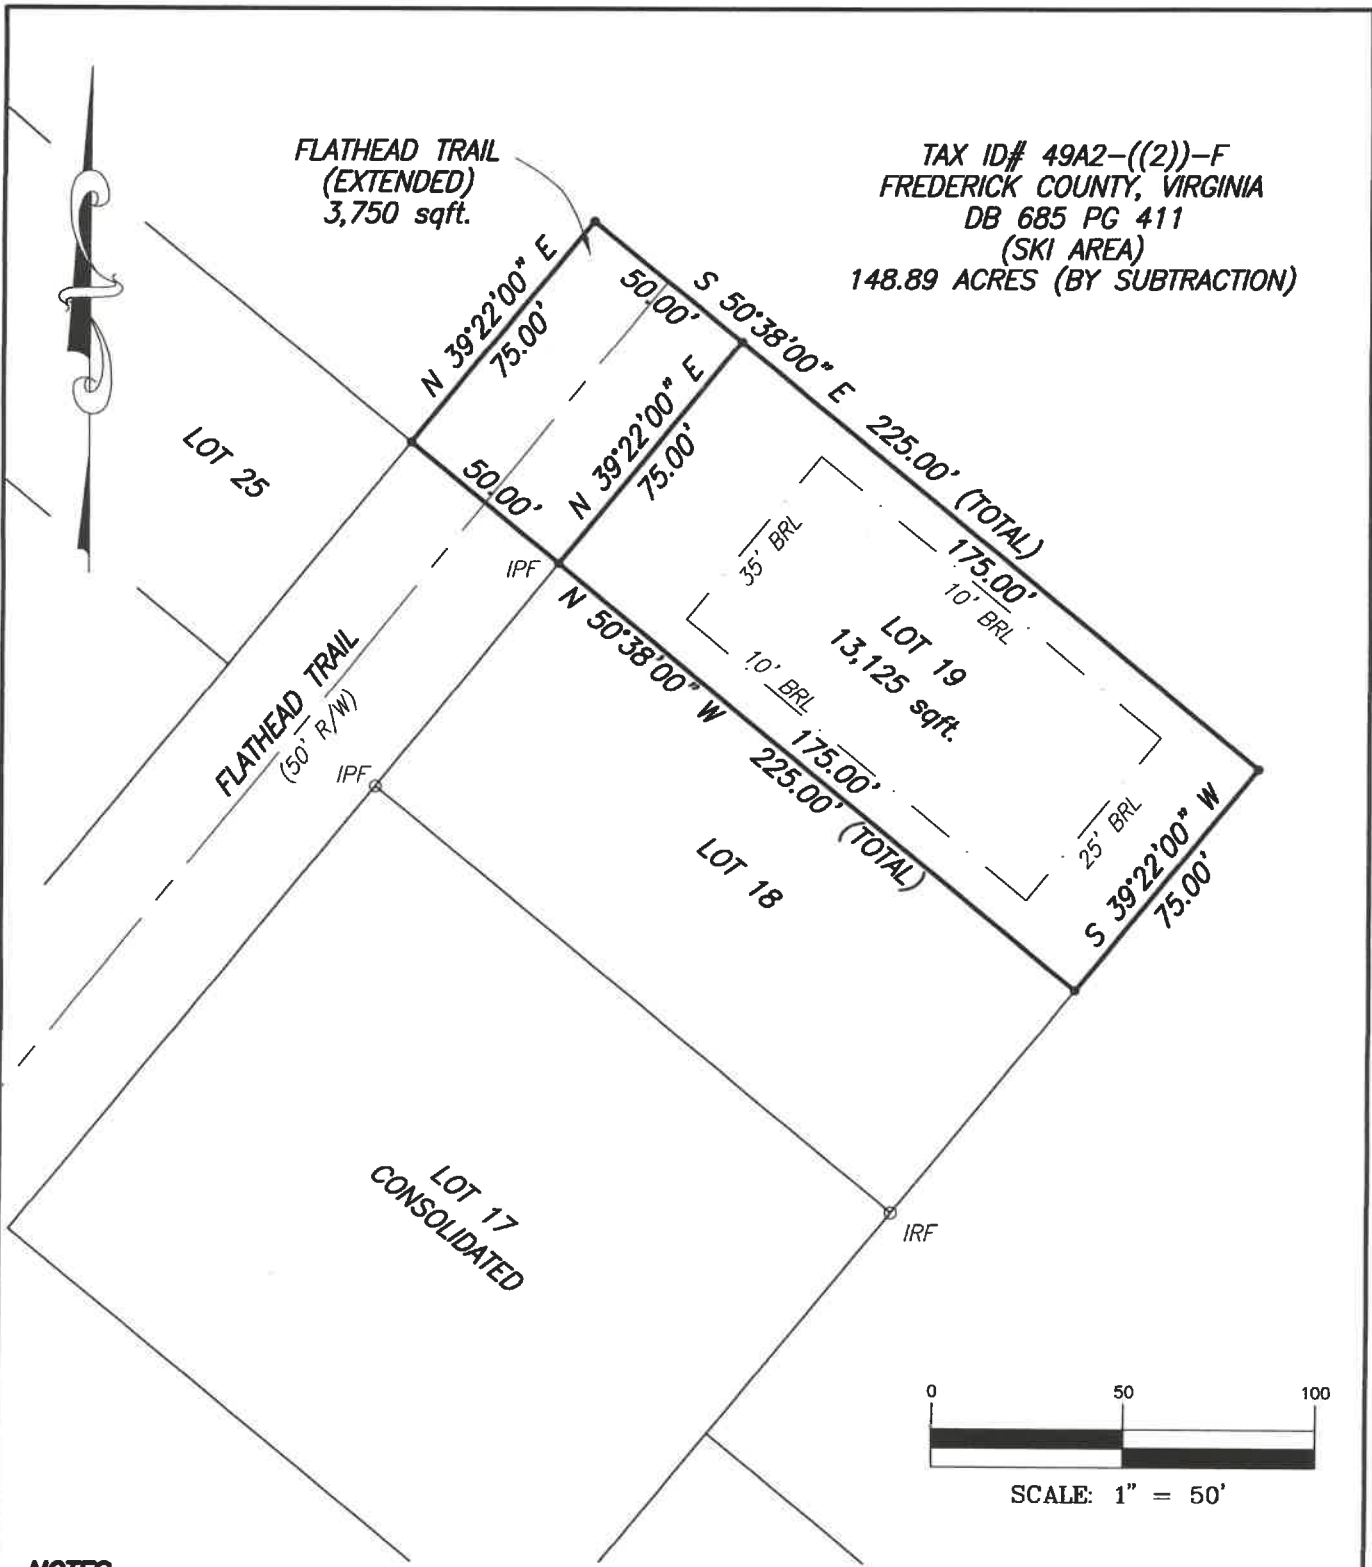 FLATHEAD TRAIL
(EXTENDED)
3,750 sqft.
TAX ID# 49A2-((2))-F
FREDERICK COUNTY, VIRGINIA
DB 685 PG 411
(SKI AREA)
148.89 ACRES (BY SUBTRACTION)
N 39°22'00" E
75.00'
50.00'
S 50°38'00" E 225.00' (TOTAL)
N 39°22'00" E
75.00'
50.00'
LOT 25
35' BRL
175.00'
10' BRL
LOT 19
13,125 sqft.
IPF
N 50°38'00" W 225.00' (TOTAL)
10' BRL
175.00'
25' BRL
S 39°22'00" W
75.00'
FLATHEAD TRAIL
(50' R/W)
IPF
LOT 18
LOT 17
CONSOLIDATED
IRF
0 50 100
SCALE: 1" = 50'
NOTES